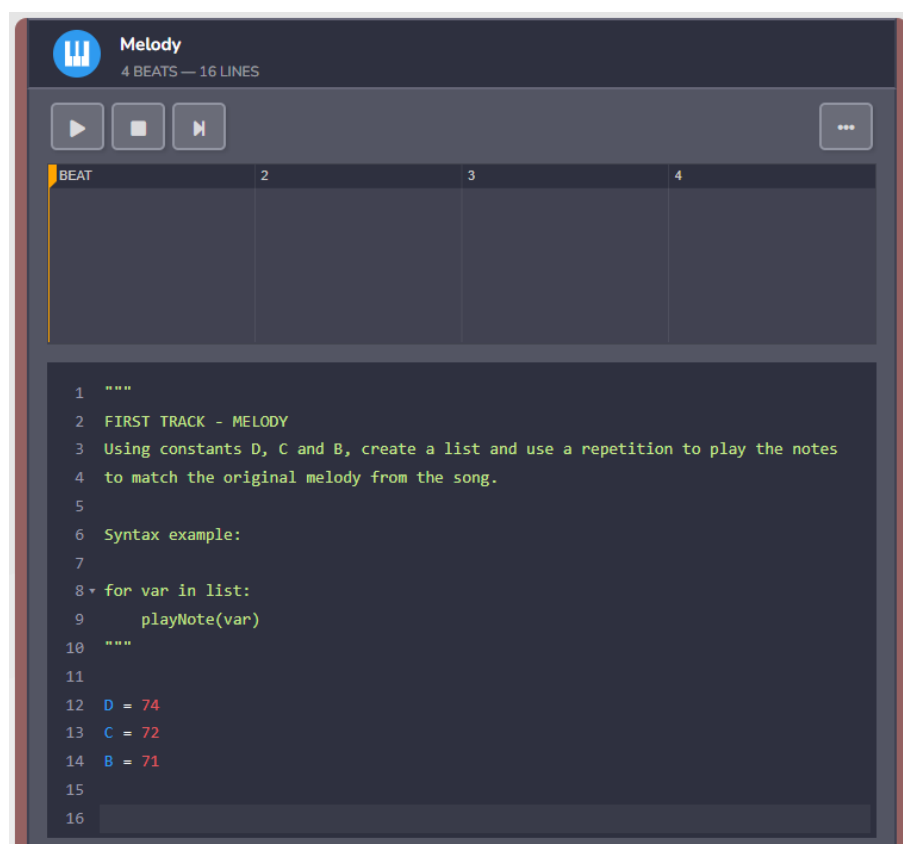 Melody
4 BEATS — 16 LINES
BEAT 2 3 4
1 """
2 FIRST TRACK - MELODY
3 Using constants D, C and B, create a list and use a repetition to play the notes
4 to match the original melody from the song.
5
6 Syntax example:
7
8 for var in list:
9     playNote(var)
10 """
11
12 D = 74
13 C = 72
14 B = 71
15
16